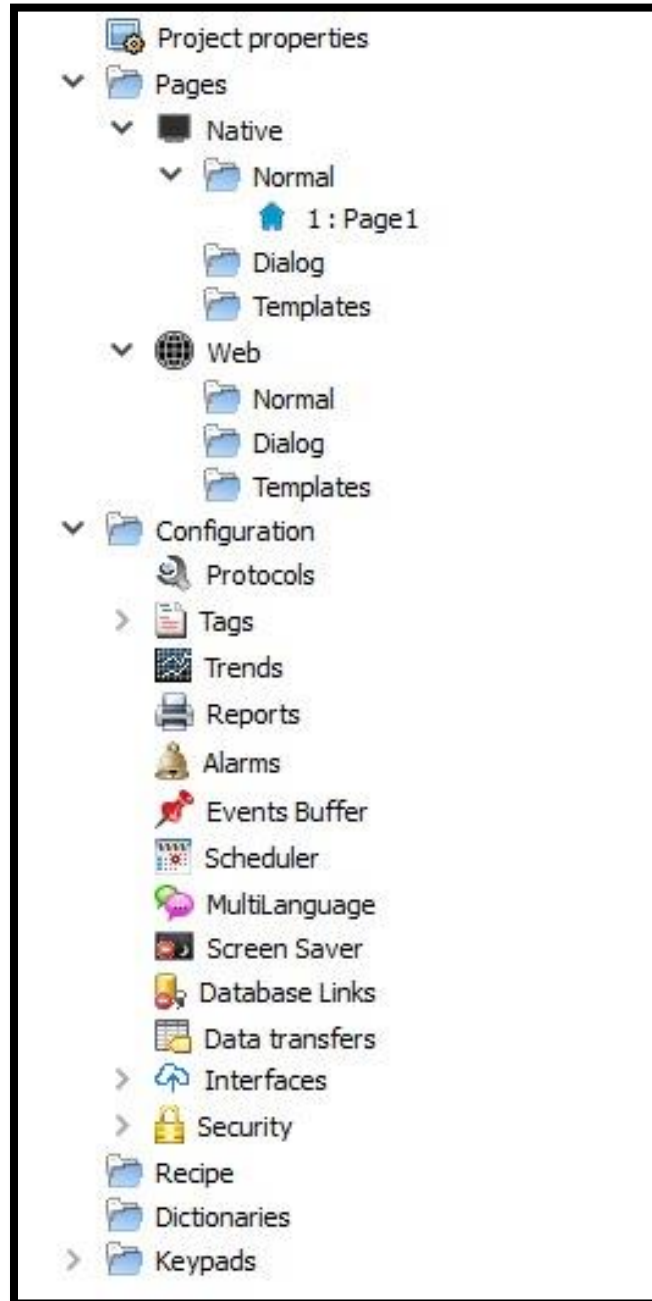 Project properties
Pages
Native
Normal
1 : Page1
Dialog
Templates
Web
Normal
Dialog
Templates
Configuration
Protocols
Tags
Trends
Reports
Alarms
Events Buffer
Scheduler
MultiLanguage
Screen Saver
Database Links
Data transfers
Interfaces
Security
Recipe
Dictionaries
Keypads